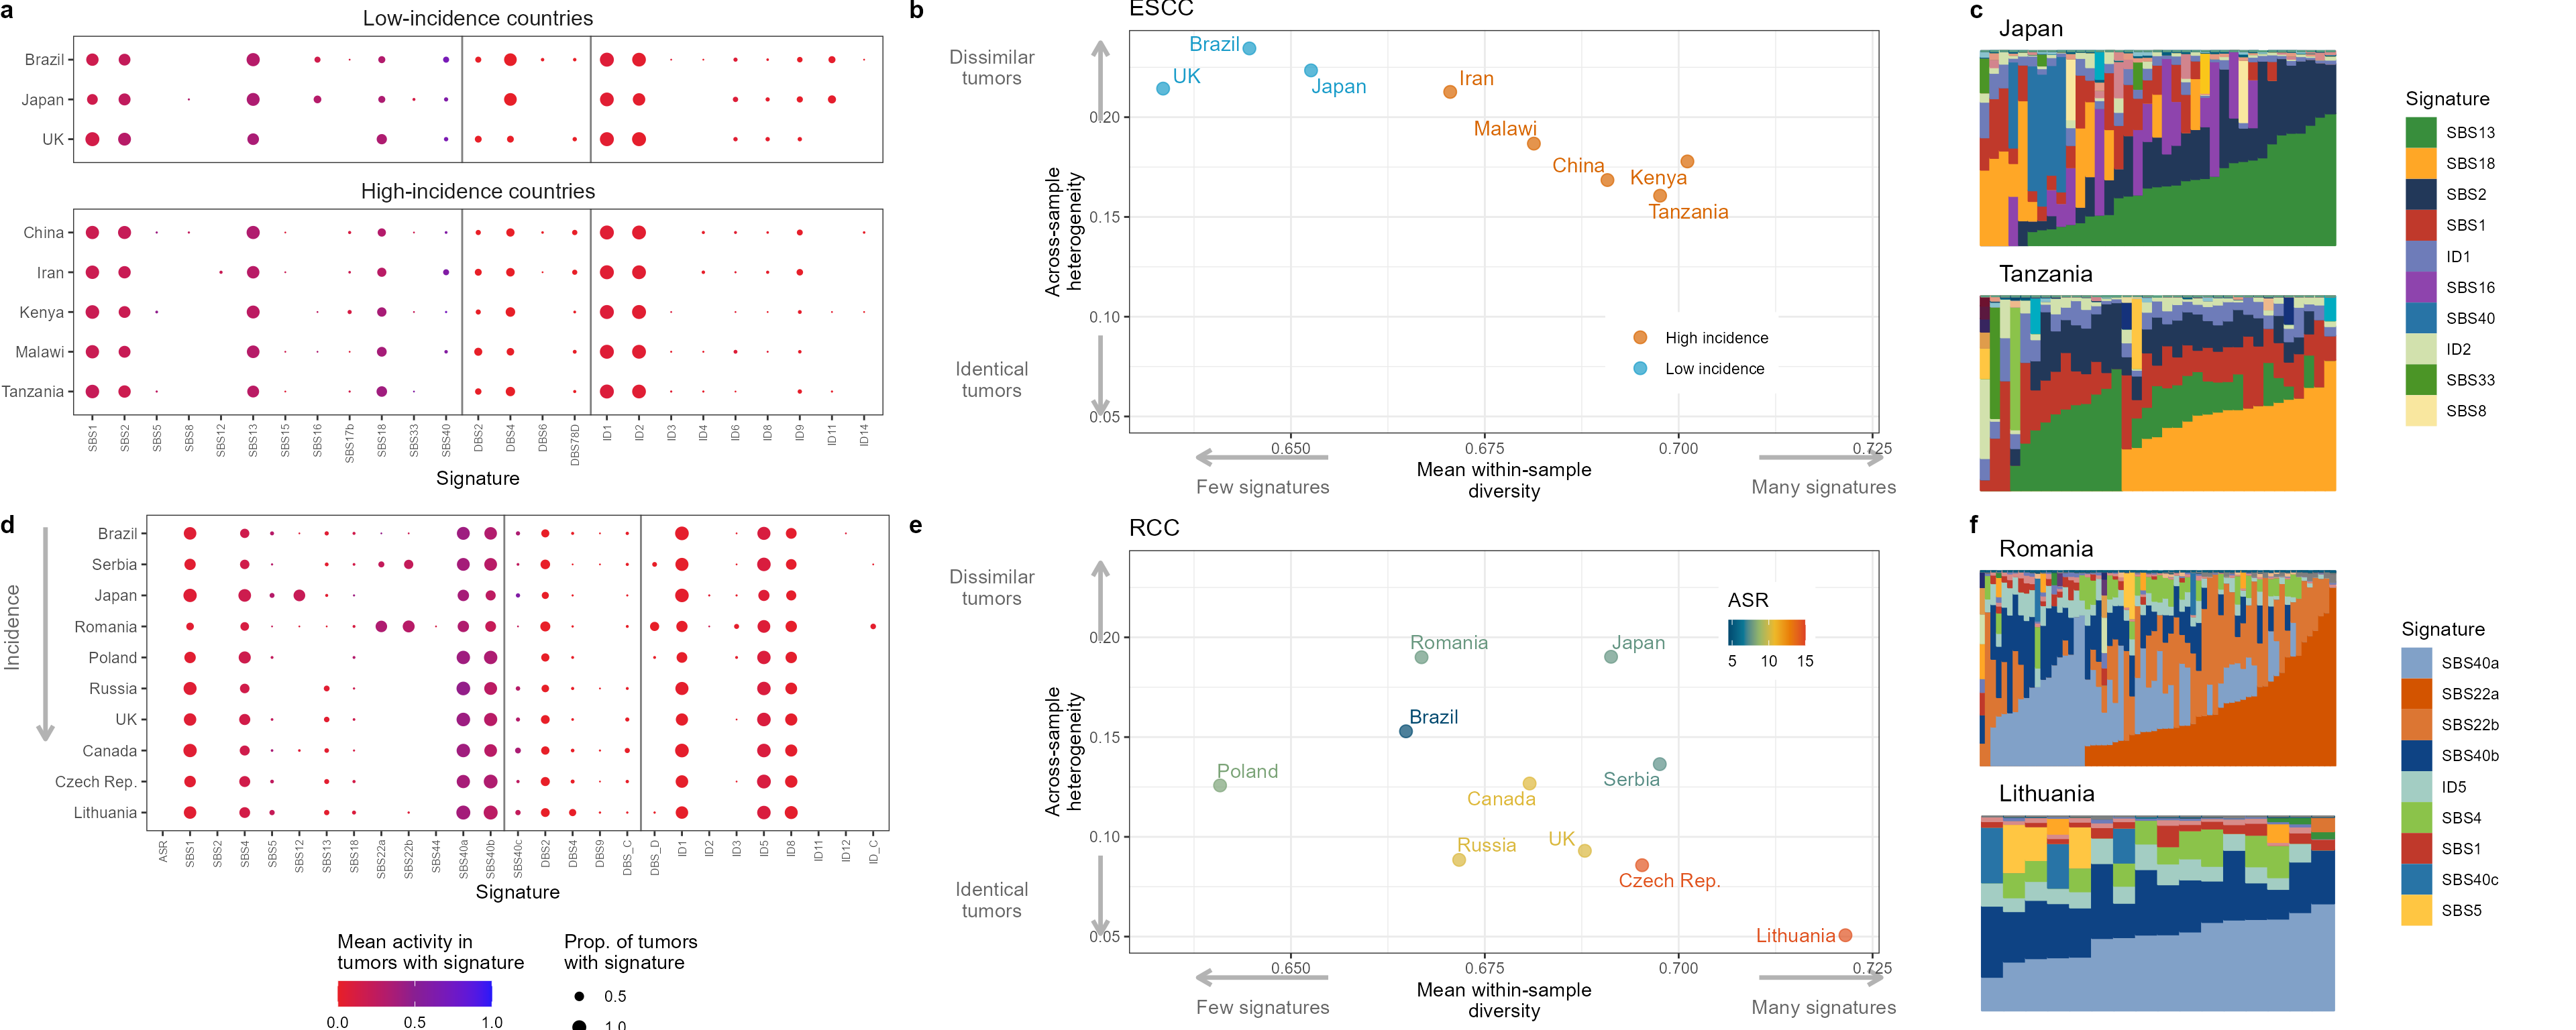 a
Low-incidence countries
Brazil
Japan
UK
High-incidence countries
China
Iran
Kenya
Malawi
Tanzania
SBS1
SBS2
SBS5
SBS8
SBS12
SBS13
SBS15
SBS16
SBS17b
SBS18
SBS33
SBS40
DBS2
DBS4
DBS6
DBS78D
ID1
ID2
ID3
ID4
ID6
ID8
ID9
ID11
ID14
Signature
b
ESCC
Dissimilar
tumors
Identical
tumors
Across-sample
heterogeneity
0.20
0.15
0.10
0.05
Brazil
UK
Japan
Iran
Malawi
China
Kenya
Tanzania
High incidence
Low incidence
0.650
0.675
0.700
0.725
Mean within-sample
diversity
Few signatures
Many signatures
c
Japan
Tanzania
Signature
SBS13
SBS18
SBS2
SBS1
ID1
SBS16
SBS40
ID2
SBS33
SBS8
d
Incidence
Brazil
Serbia
Japan
Romania
Poland
Russia
UK
Canada
Czech Rep.
Lithuania
ASR
SBS1
SBS2
SBS4
SBS5
SBS12
SBS13
SBS18
SBS22a
SBS22b
SBS44
SBS40a
SBS40b
SBS40c
DBS2
DBS4
DBS9
DBS_C
DBS_D
ID1
ID2
ID3
ID5
ID8
ID11
ID12
ID_C
Signature
Mean activity in
tumors with signature
0.0
0.5
1.0
Prop. of tumors
with signature
0.5
1.0
e
RCC
Dissimilar
tumors
Identical
tumors
Across-sample
heterogeneity
0.20
0.15
0.10
0.05
Romania
Japan
Brazil
Poland
Serbia
Canada
Russia
UK
Czech Rep.
Lithuania
ASR
5
10
15
0.650
0.675
0.700
0.725
Mean within-sample
diversity
Few signatures
Many signatures
f
Romania
Lithuania
Signature
SBS40a
SBS22a
SBS22b
SBS40b
ID5
SBS4
SBS1
SBS40c
SBS5